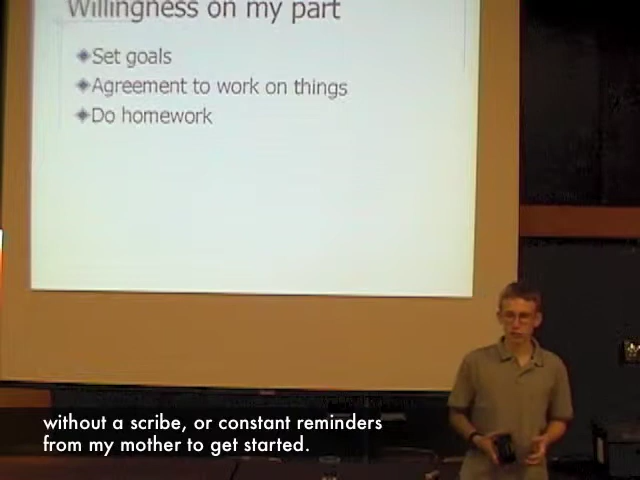 Willingness on my part
Set goals
Agreement to work on things
Do homework
without a scribe, or constant reminders
from my mother to get started.